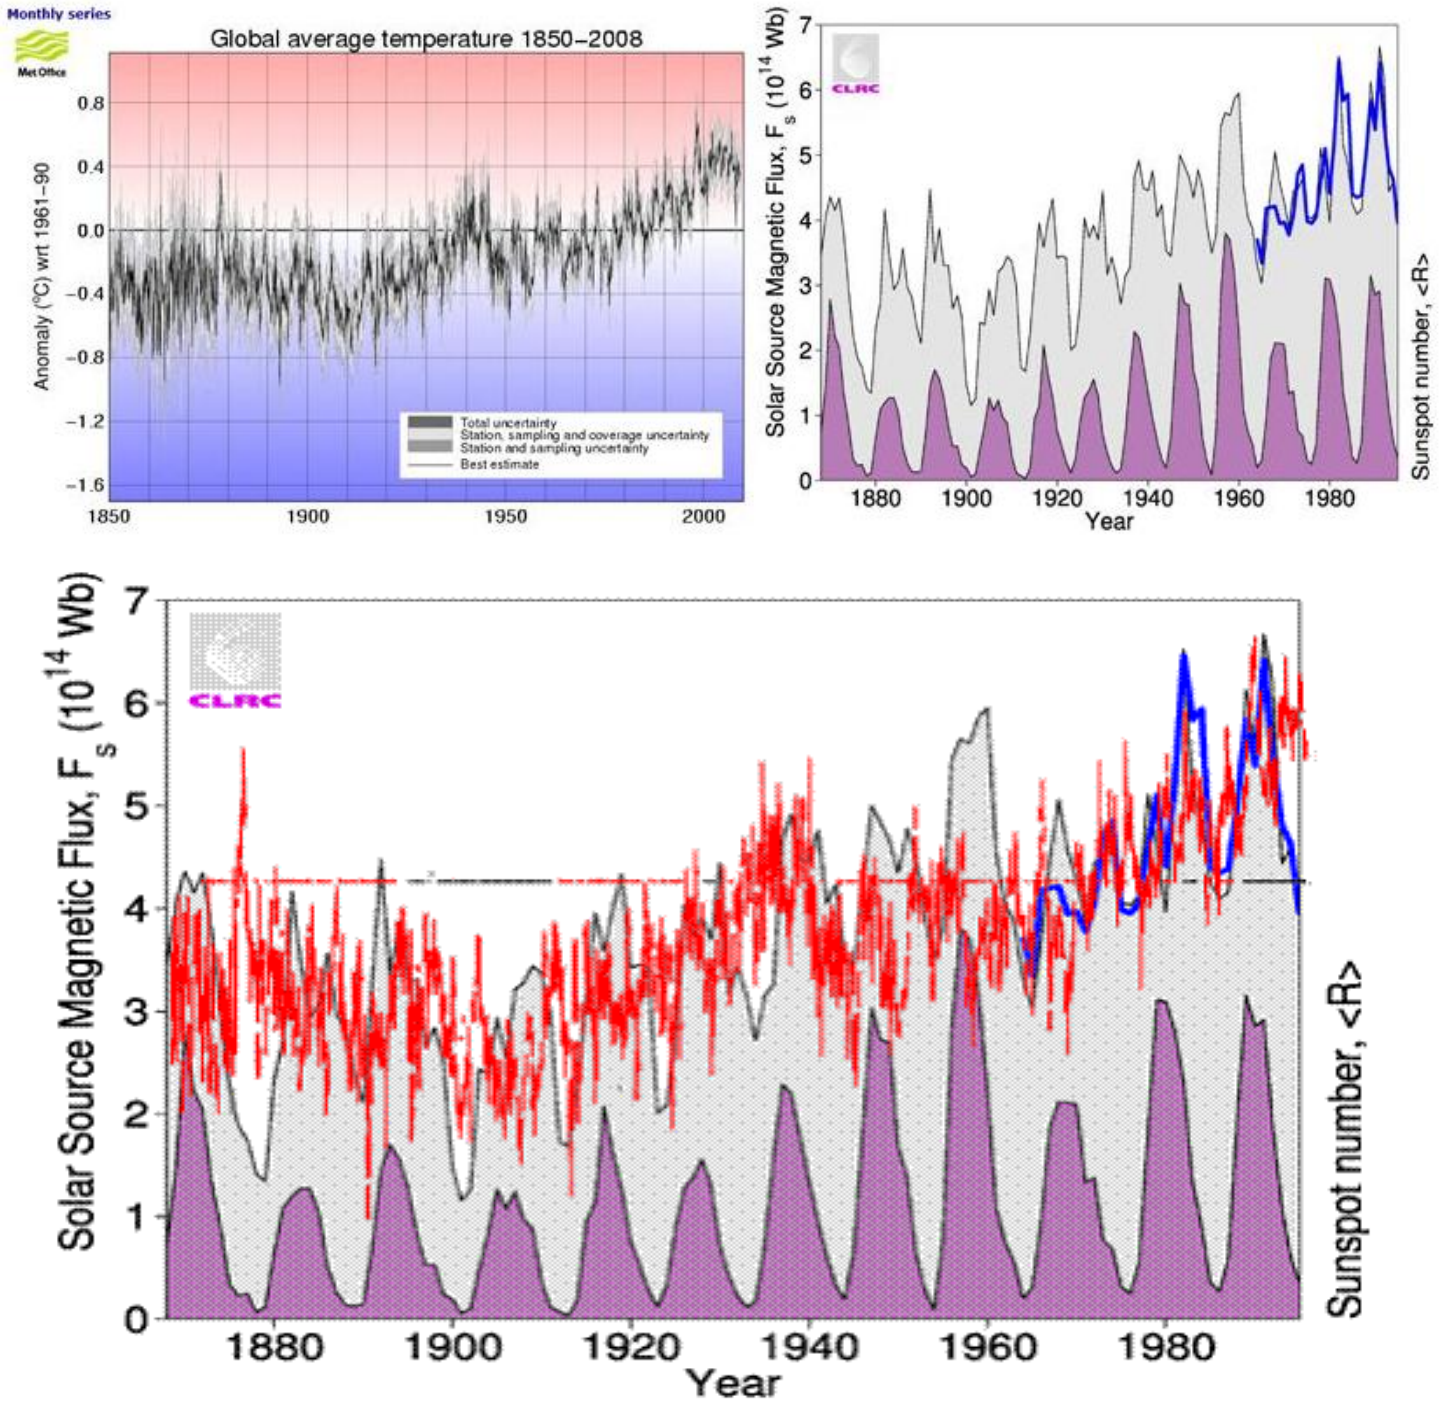 Monthly series
Met Office
Global average temperature 1850−2008
Anomaly (°C) wrt 1961−90
0.8
0.4
0.0
−0.4
−0.8
−1.2
−1.6
Total uncertainty
Station, sampling and coverage uncertainty
Station and sampling uncertainty
Best estimate
1850
1900
1950
2000
CLRC
Solar Source Magnetic Flux, Fs (10^14 Wb)
7
6
5
4
3
2
1
0
1880
1900
1920
1940
1960
1980
Year
Sunspot number, <R>
CLRC
Solar Source Magnetic Flux, Fs (10^14 Wb)
7
6
5
4
3
2
1
0
1880
1900
1920
1940
1960
1980
Year
Sunspot number, <R>